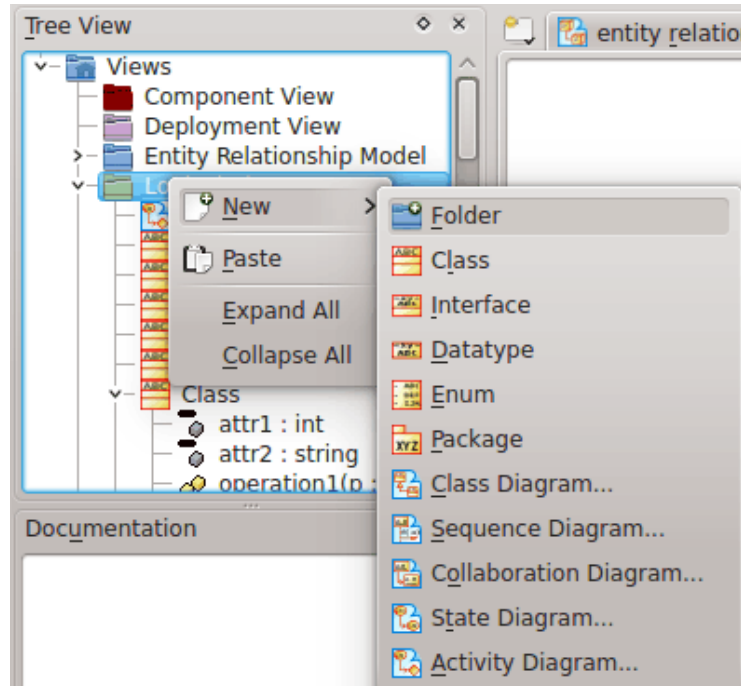 Tree View
entity relatio
Views
Component View
Deployment View
Entity Relationship Model
New
Paste
Expand All
Collapse All
Folder
Class
Interface
Datatype
Enum
Package
Class Diagram...
Sequence Diagram...
Collaboration Diagram...
State Diagram...
Activity Diagram...
Class
attr1 : int
attr2 : string
operation1(p :
Documentation